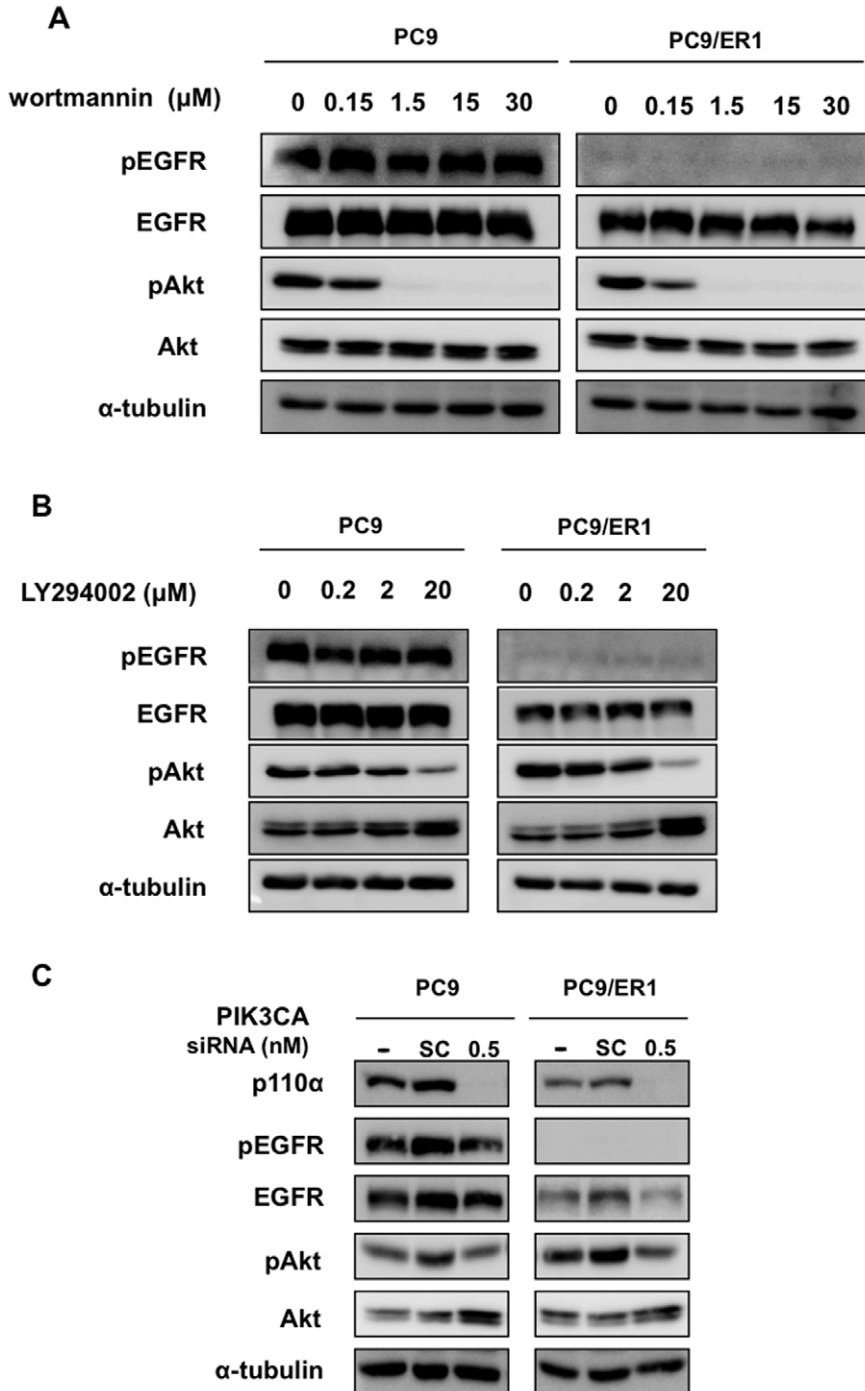 A
PC9 PC9/ER1
wortmannin (µM) 0 0.15 1.5 15 30 0 0.15 1.5 15 30
pEGFR
EGFR
pAkt
Akt
α-tubulin
B
PC9 PC9/ER1
LY294002 (µM) 0 0.2 2 20 0 0.2 2 20
pEGFR
EGFR
pAkt
Akt
α-tubulin
C
PC9 PC9/ER1
PIK3CA
siRNA (nM) - SC 0.5 - SC 0.5
p110α
pEGFR
EGFR
pAkt
Akt
α-tubulin